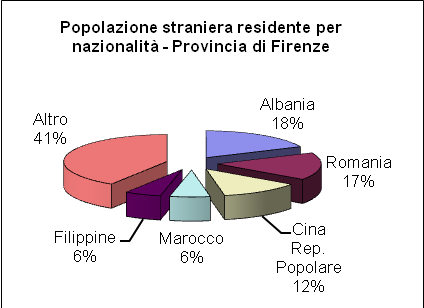 Popolazione straniera residente per
nazionalità - Provincia di Firenze
Altro
41%
Albania
18%
Romania
17%
Cina
Rep.
Popolare
12%
Marocco
6%
Filippine
6%